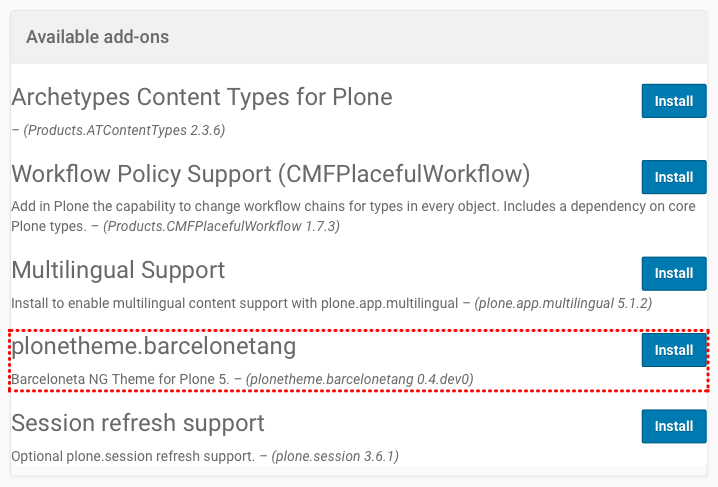 Available add-ons
Archetypes Content Types for Plone
Install
– (Products.ATContentTypes 2.3.6)
Workflow Policy Support (CMFPlacefulWorkflow)
Install
Add in Plone the capability to change workflow chains for types in every object. Includes a dependency on core
Plone types. – (Products.CMFPlacefulWorkflow 1.7.3)
Multilingual Support
Install
Install to enable multilingual content support with plone.app.multilingual – (plone.app.multilingual 5.1.2)
plonetheme.barcelonetang
Install
Barceloneta NG Theme for Plone 5. – (plonetheme.barcelonetang 0.4.dev0)
Session refresh support
Install
Optional plone.session refresh support. – (plone.session 3.6.1)